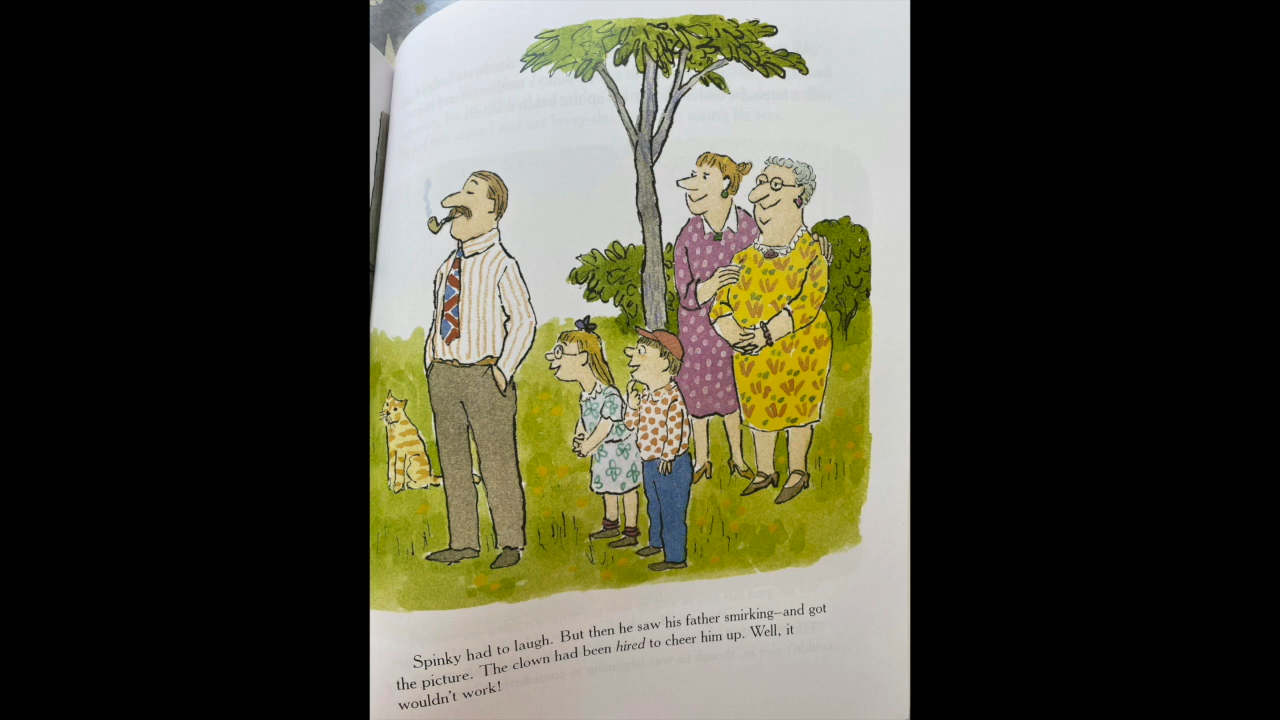 Spinky had to laugh. But then he saw his father smirking—and got
the picture. The clown had been hired to cheer him up. Well, it
wouldn't work!